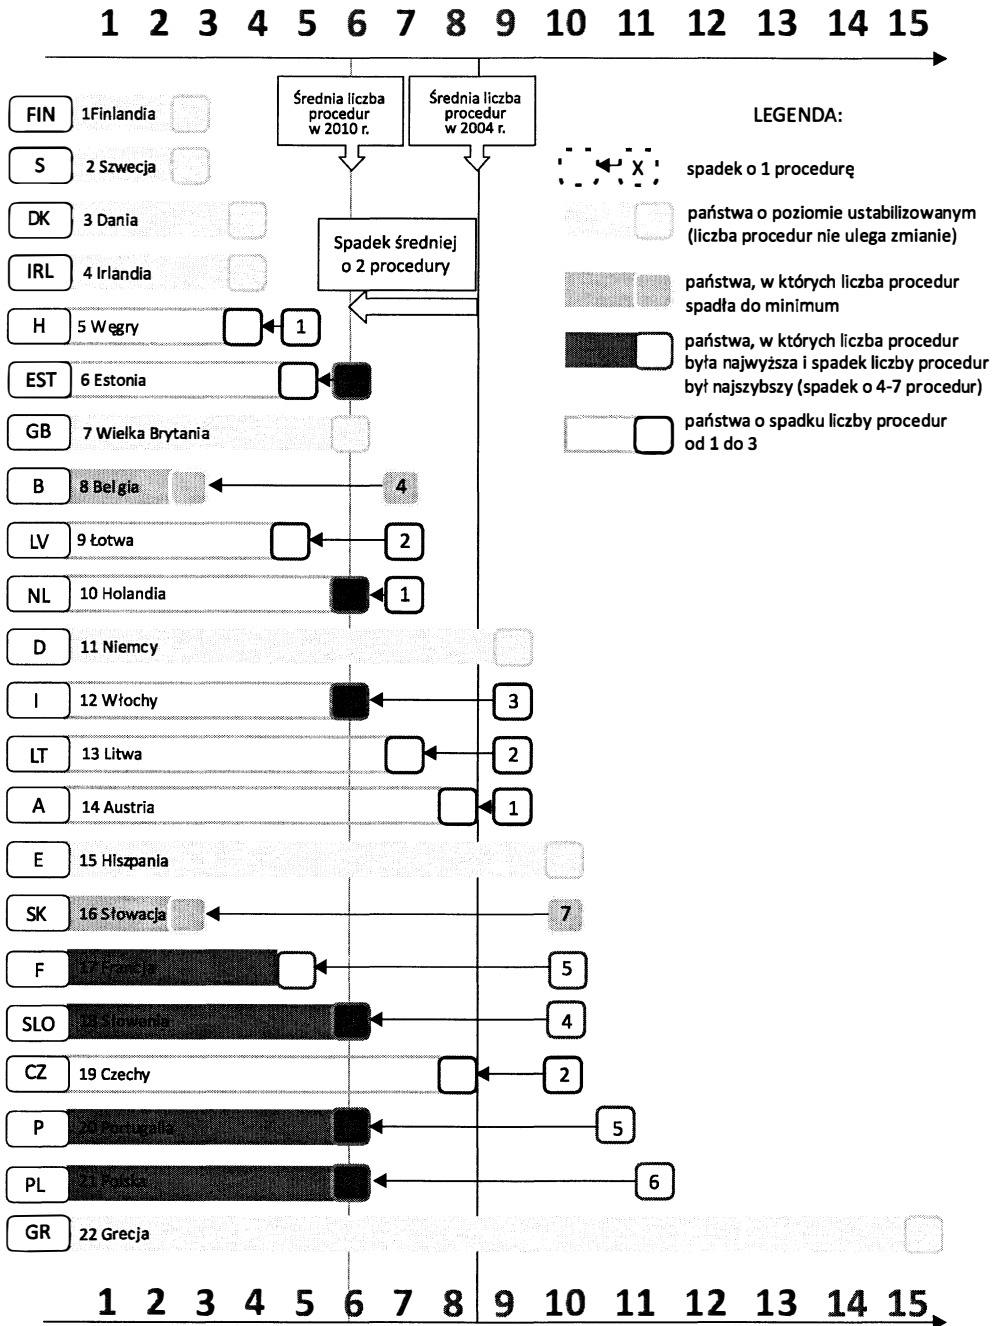 1 2 3 4 5 6 7 8 9 10 11 12 13 14 15
Średnia liczba
procedur
w 2010 r.
Średnia liczba
procedur
w 2004 r.
LEGENDA:
X spadek o 1 procedurę
państwa o poziomie ustabilizowanym
(liczba procedur nie ulega zmianie)
państwa, w których liczba procedur
spadła do minimum
państwa, w których liczba procedur
była najwyższa i spadek liczby procedur
był najszybszy (spadek o 4-7 procedur)
państwa o spadku liczby procedur
od 1 do 3
Spadek średniej
o 2 procedury
FIN 1Finlandia
S 2 Szwecja
DK 3 Dania
IRL 4 Irlandia
H 5 Węgry 1
EST 6 Estonia
GB 7 Wielka Brytania
B 8 Belgia 4
LV 9 Łotwa 2
NL 10 Holandia 1
D 11 Niemcy
I 12 Włochy 3
LT 13 Litwa 2
A 14 Austria 1
E 15 Hiszpania
SK 16 Słowacja 7
F 17 Francja 5
SLO 18 Słowenia 4
CZ 19 Czechy 2
P 20 Portugalia 5
PL 21 Polska 6
GR 22 Grecja
1 2 3 4 5 6 7 8 9 10 11 12 13 14 15